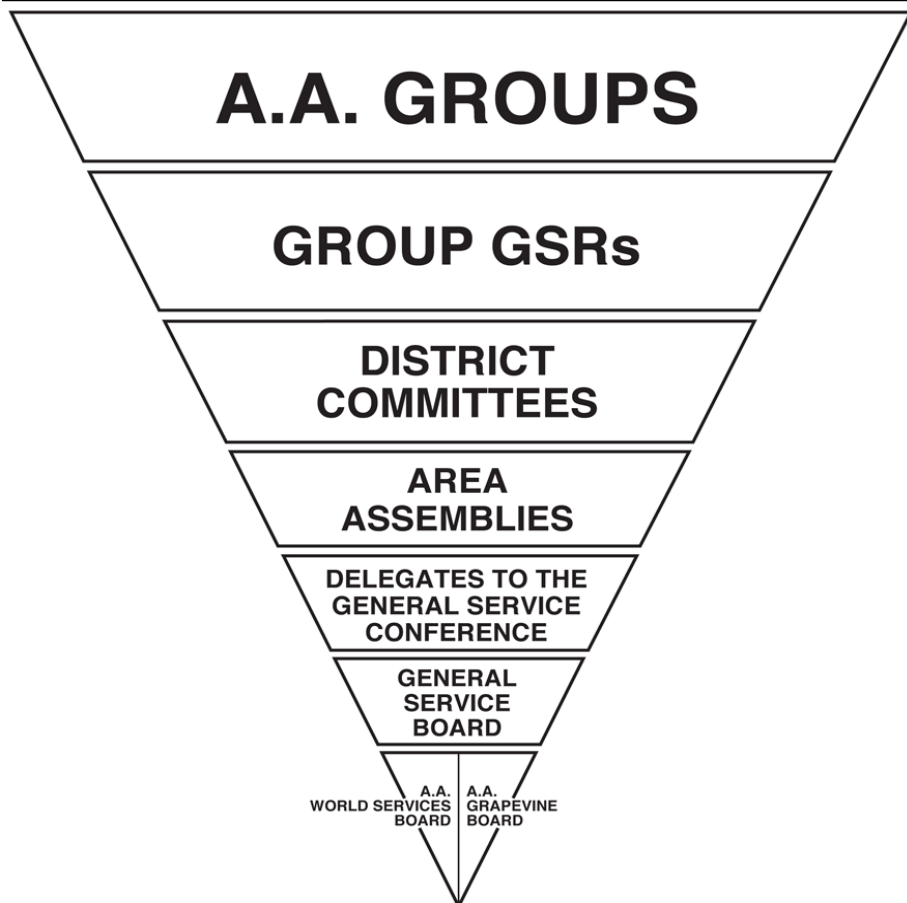 A.A. GROUPS
GROUP GSRs
DISTRICT
COMMITTEES
AREA
ASSEMBLIES
DELEGATES TO THE
GENERAL SERVICE
CONFERENCE
GENERAL
SERVICE
BOARD
A.A.
WORLD SERVICES
BOARD
A.A.
GRAPEVINE
BOARD